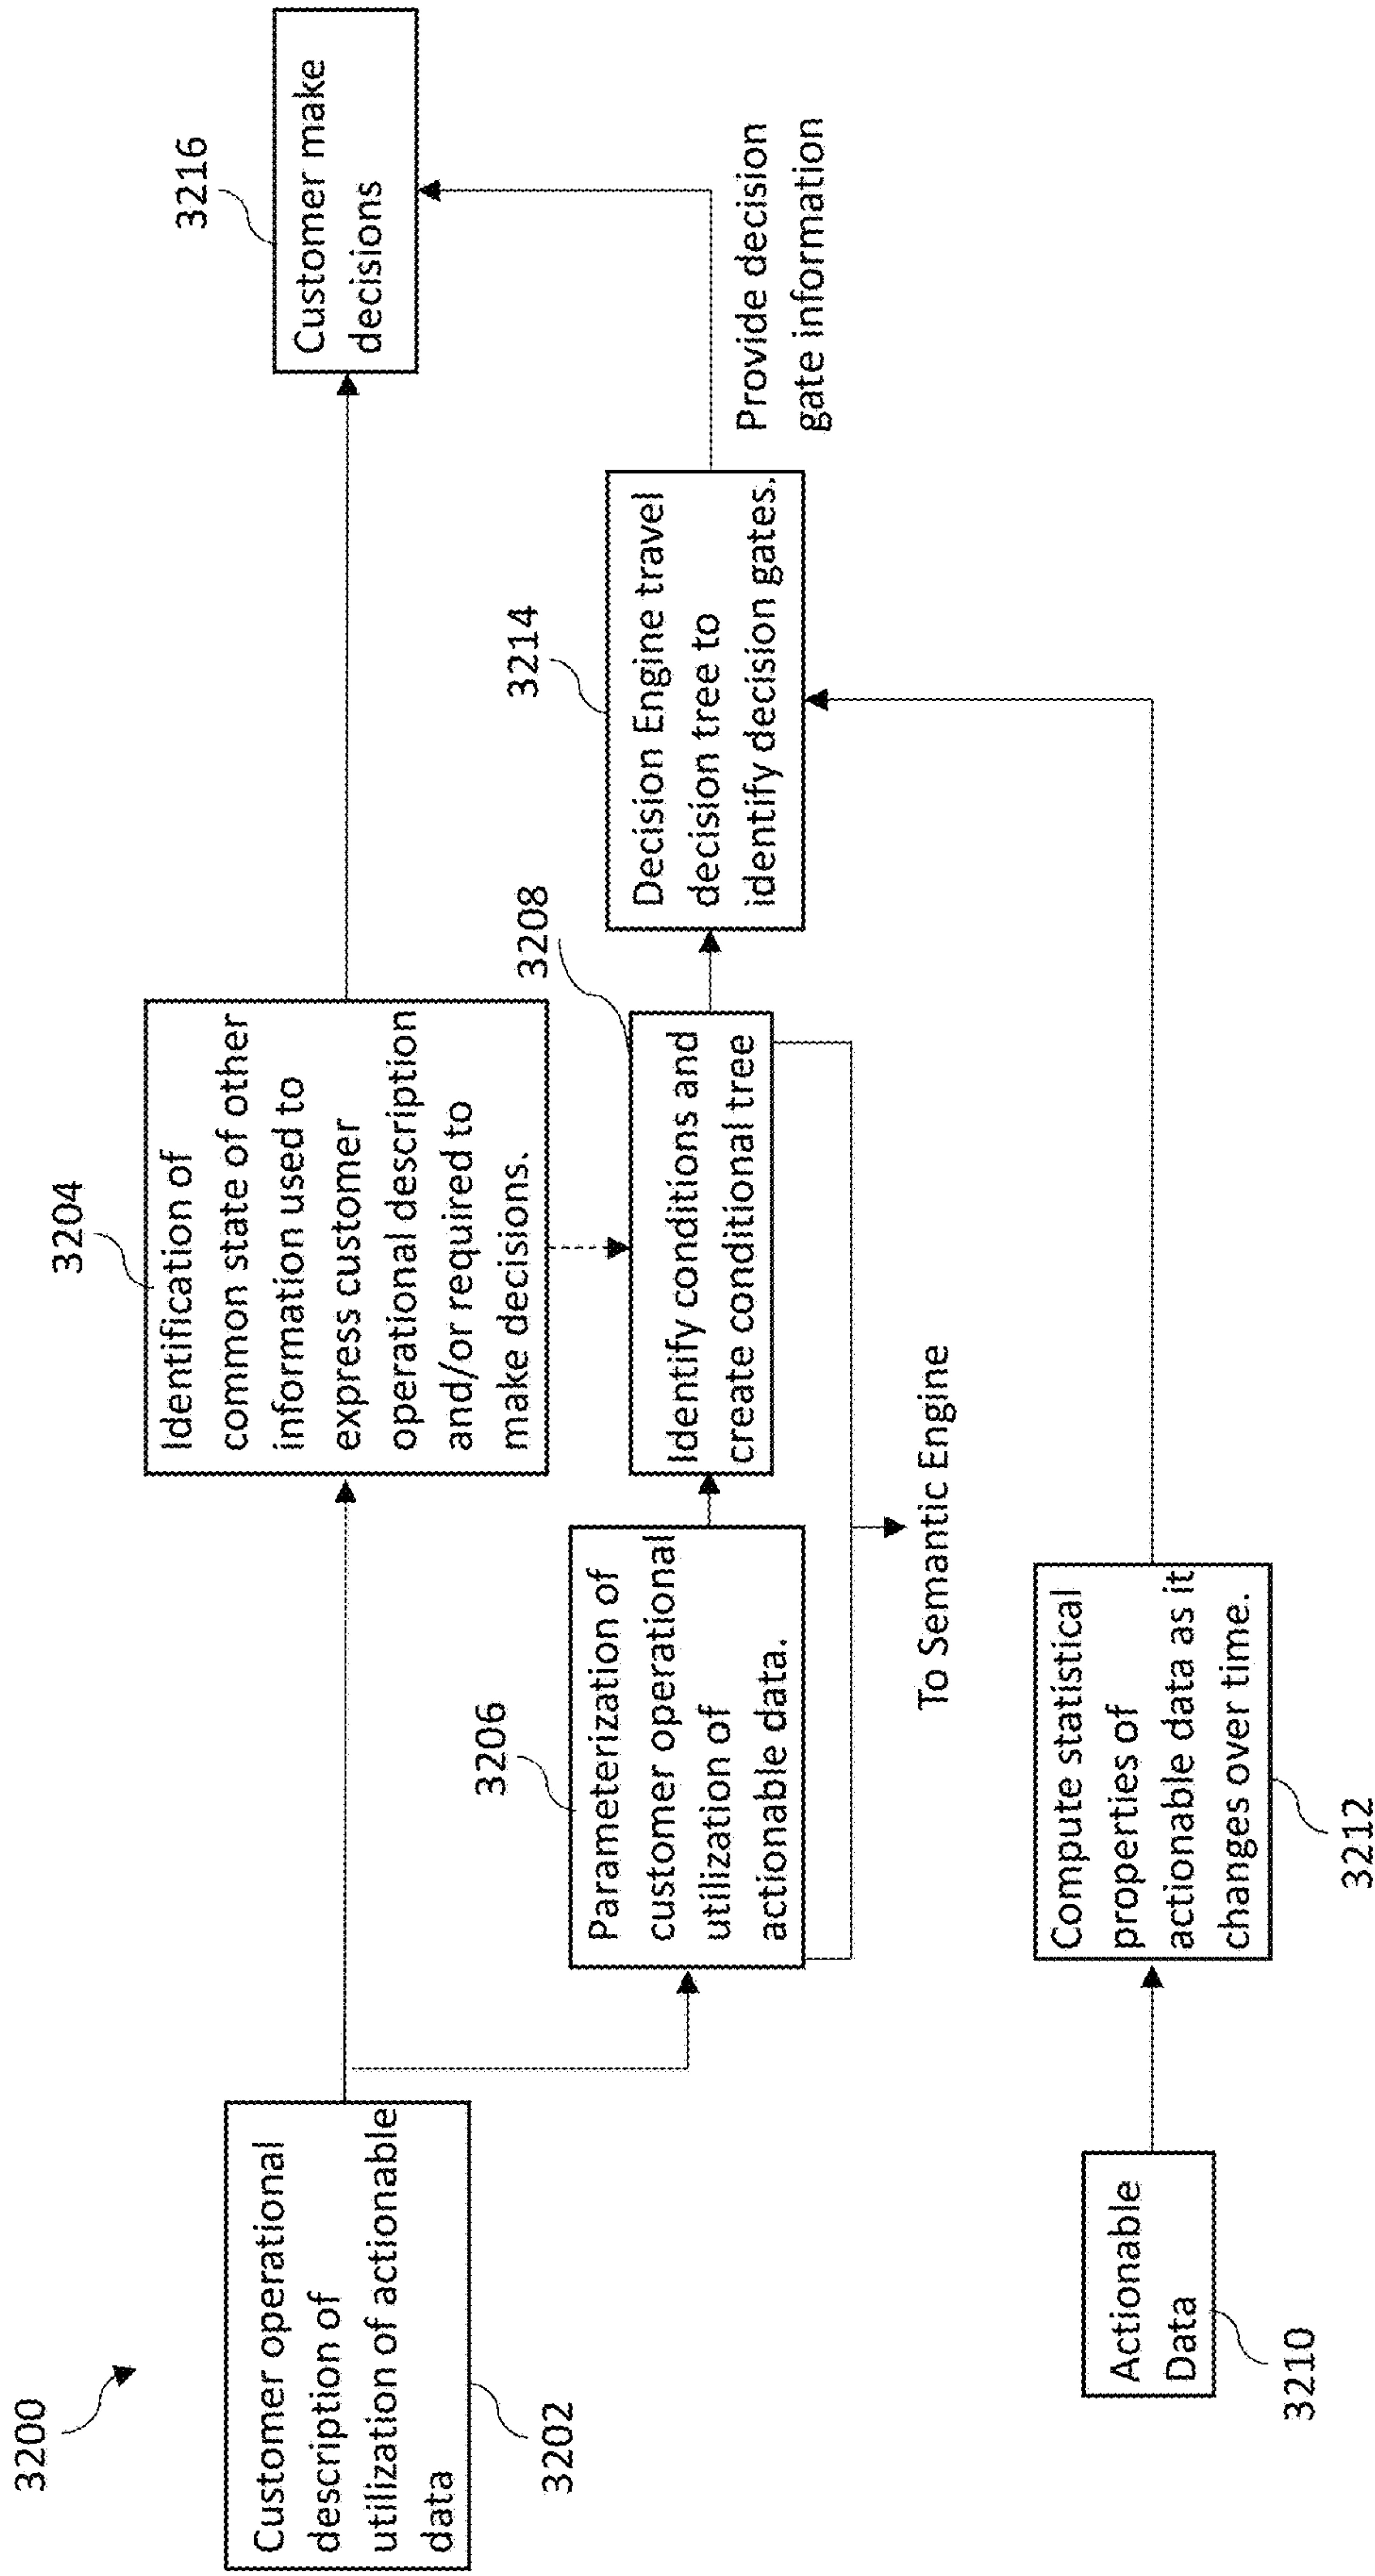 3200
Customer operational
description of
utilization of actionable
data
3202
3204
Identification of
common state of other
information used to
express customer
operational description
and/or required to
make decisions.
3216
Customer make
decisions
3206
Parameterization of
customer operational
utilization of
actionable data.
3208
Identify conditions and
create conditional tree
3214
Decision Engine travel
decision tree to
identify decision gates.
Provide decision
gate information
To Semantic Engine
Actionable
Data
3210
Compute statistical
properties of
actionable data as it
changes over time.
3212